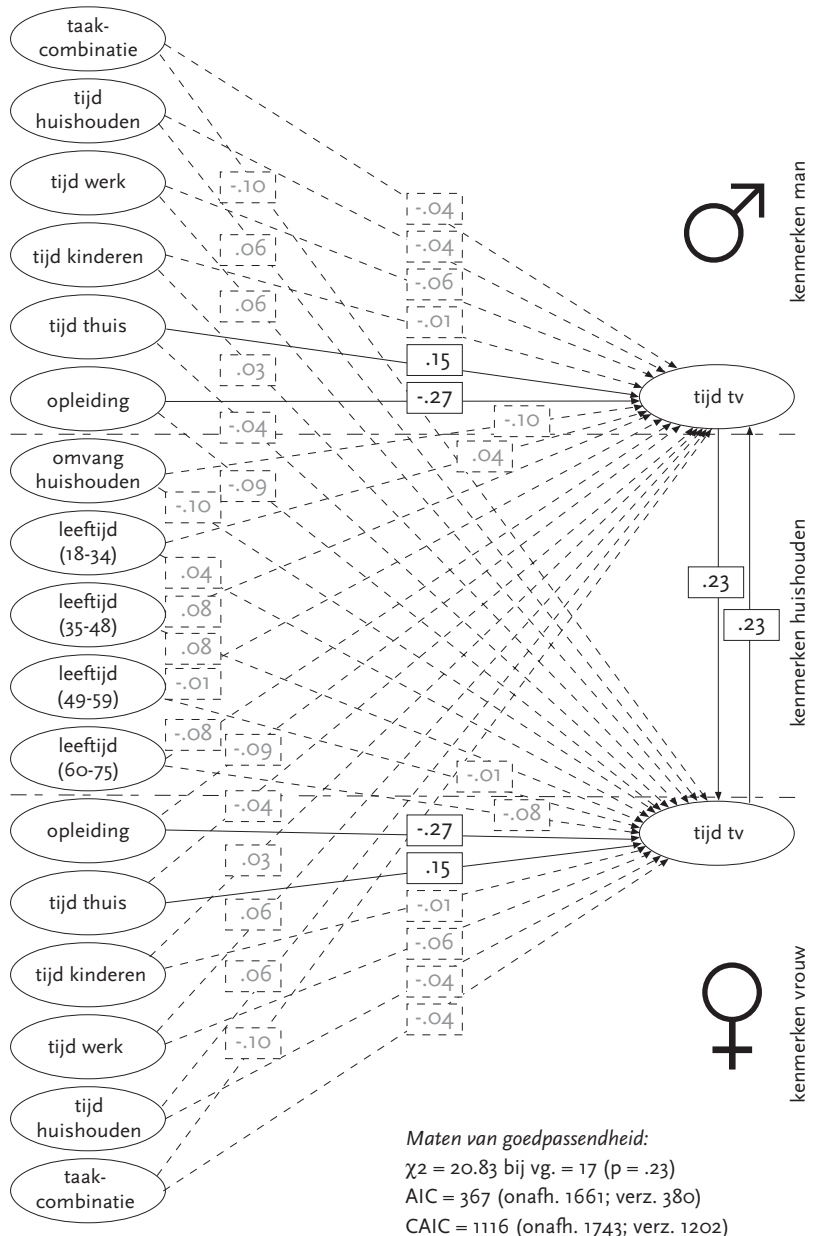 taak-
combinatie
tijd
huishouden
tijd werk
-.10
-.04
-.04
.06
tijd kinderen
-.06
.06
-.01
tijd thuis
.15
.03
opleiding
-.27
tijd tv
-.10
-.04
kenmerken man
omvang
huishouden
.04
-.09
-.10
leeftijd
(18-34)
.04
.08
leeftijd
(35-48)
.08
-.01
leeftijd
(49-59)
-.08
.23
.23
kenmerken huishouden
leeftijd
(60-75)
-.09
-.01
-.04
-.08
opleiding
-.27
tijd tv
.03
.15
tijd thuis
-.01
.06
-.06
tijd kinderen
.06
-.04
-.04
tijd werk
-.10
kenmerken vrouw
tijd
huishouden
taak-
combinatie
Maten van goedpassendheid:
χ2 = 20.83 bij vg. = 17 (p = .23)
AIC = 367 (onafh. 1661; verz. 380)
CAIC = 1116 (onafh. 1743; verz. 1202)